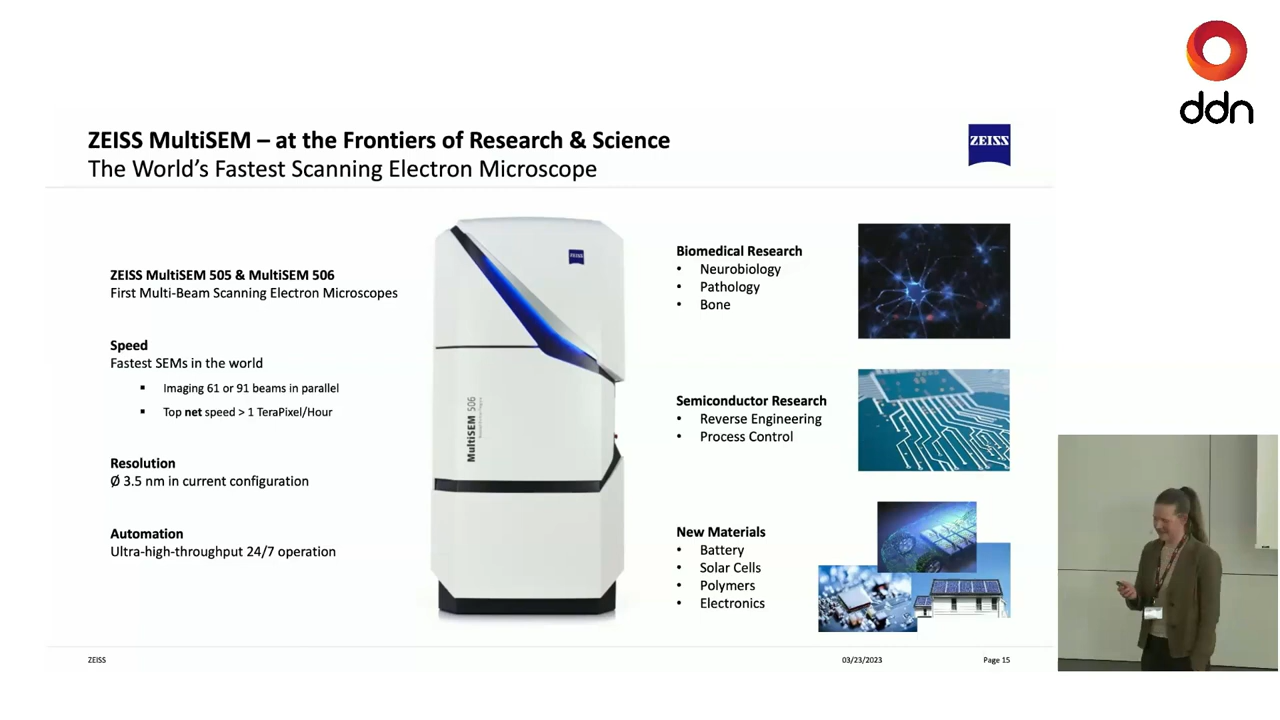 ddn
ZEISS MultiSEM – at the Frontiers of Research & Science
The World's Fastest Scanning Electron Microscope
ZEISS
ZEISS MultiSEM 505 & MultiSEM 506
First Multi-Beam Scanning Electron Microscopes
Speed
Fastest SEMs in the world
▪ Imaging 61 or 91 beams in parallel
▪ Top net speed > 1 TeraPixel/Hour
Resolution
Ø 3.5 nm in current configuration
Automation
Ultra-high-throughput 24/7 operation
ZEISS
MultiSEM 506
Biomedical Research
• Neurobiology
• Pathology
• Bone
Semiconductor Research
• Reverse Engineering
• Process Control
New Materials
• Battery
• Solar Cells
• Polymers
• Electronics
ZEISS
03/23/2023
Page 15